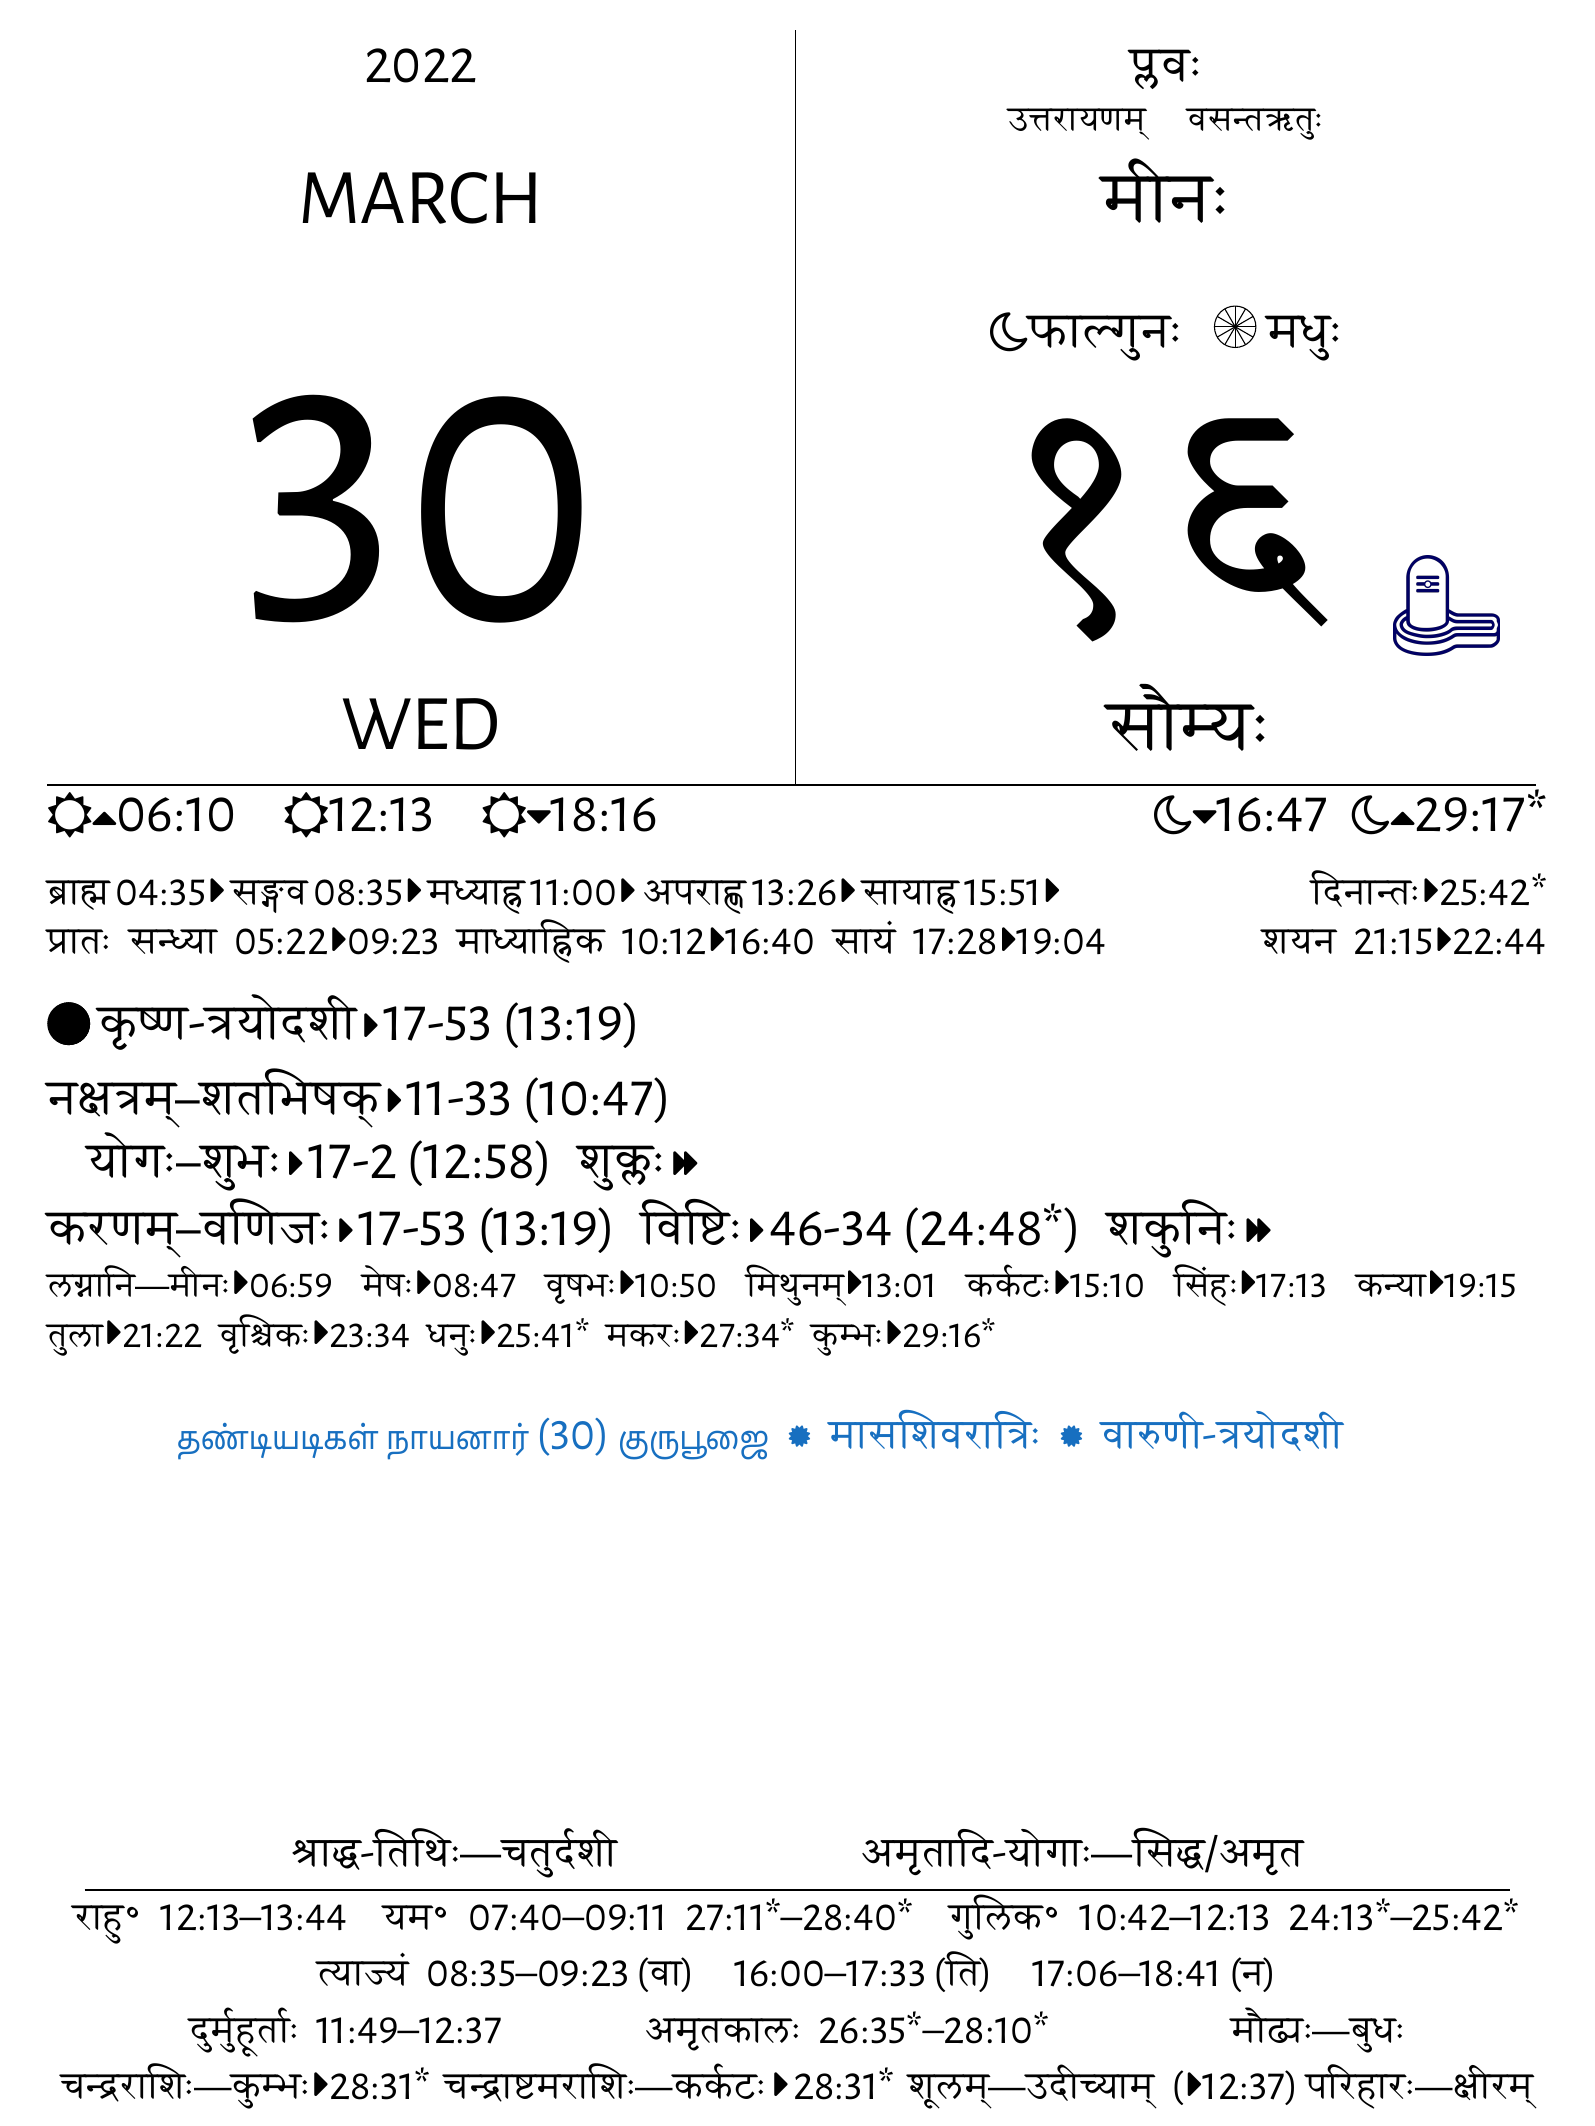 2022
MARCH
30
WED
प्लवः
उत्तरायणम् वसन्तऋतुः
मीनः
फाल्गुनः मधुः
१६
सौम्यः
06:10 12:13 18:16 16:47 29:17*
ब्राह्म 04:35 सङ्गव 08:35 मध्याह्न 11:00 अपराह्ण 13:26 सायाह्न 15:51 दिनान्तः 25:42*
प्रातः सन्ध्या 05:22 09:23 माध्याह्निक 10:12 16:40 सायं 17:28 19:04 शयन 21:15 22:44
कृष्ण-त्रयोदशी 17-53 (13:19)
नक्षत्रम्–शतभिषक् 11-33 (10:47)
योगः–शुभः 17-2 (12:58) शुक्लः
करणम्–वणिजः 17-53 (13:19) विष्टिः 46-34 (24:48*) शकुनिः
लग्नानि—मीनः 06:59 मेषः 08:47 वृषभः 10:50 मिथुनम् 13:01 कर्कटः 15:10 सिंहः 17:13 कन्या 19:15
तुला 21:22 वृश्चिकः 23:34 धनुः 25:41* मकरः 27:34* कुम्भः 29:16*
தண்டியடிகள் நாயனார் (30) குருபூஜை मासशिवरात्रिः वारुणी-त्रयोदशी
श्राद्ध-तिथिः—चतुर्दशी अमृतादि-योगाः—सिद्ध/अमृत
राहु° 12:13–13:44 यम° 07:40–09:11 27:11*–28:40* गुलिक° 10:42–12:13 24:13*–25:42*
त्याज्यं 08:35–09:23 (वा) 16:00–17:33 (ति) 17:06–18:41 (न)
दुर्मुहूर्ताः 11:49–12:37 अमृतकालः 26:35*–28:10* मौढ्यः—बुधः
चन्द्रराशिः—कुम्भः 28:31* चन्द्राष्टमराशिः—कर्कटः 28:31* शूलम्—उदीच्याम् (12:37) परिहारः—क्षीरम्